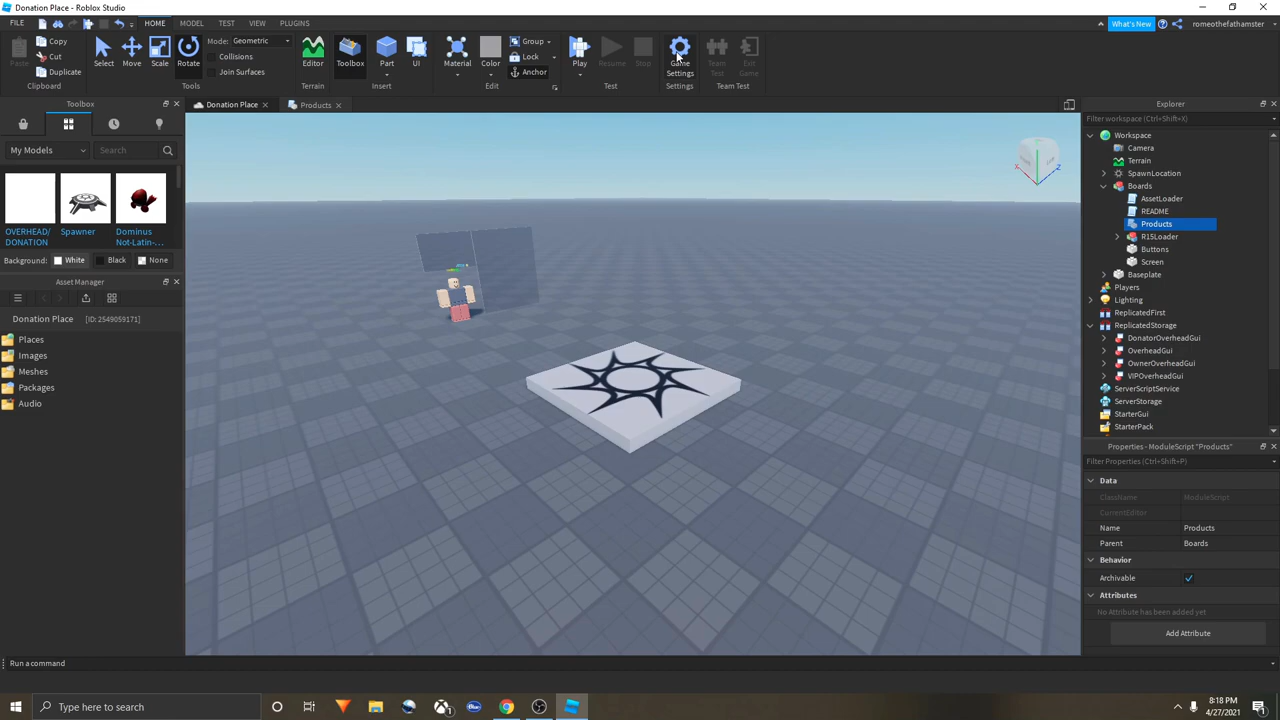 Donation Place - Roblox Studio
FILE HOME MODEL TEST VIEW PLUGINS What's New romeothefathamster
Paste Copy Cut Duplicate Clipboard
Select Move Scale Rotate Mode: Geometric Collisions Join Surfaces Tools
Editor Terrain
Toolbox Part UI Insert
Material Color Group Lock Anchor Edit
Play Resume Stop Test
Game Settings Settings
Team Test Exit Game Team Test
Toolbox
My Models Search
OVERHEAD/
DONATION
Spawner
Dominus
Not-Latin-...
Background: White Black None
Asset Manager
Donation Place [ID: 2549059171]
Places
Images
Meshes
Packages
Audio
Donation Place Products
Explorer
Filter workspace (Ctrl+Shift+X)
Workspace
Camera
Terrain
SpawnLocation
Boards
AssetLoader
README
Products
R15Loader
Buttons
Screen
Baseplate
Players
Lighting
ReplicatedFirst
ReplicatedStorage
DonatorOverheadGui
OverheadGui
OwnerOverheadGui
VIPOverheadGui
ServerScriptService
ServerStorage
StarterGui
StarterPack
Properties - ModuleScript "Products"
Filter Properties (Ctrl+Shift+P)
Data
ClassName ModuleScript
CurrentEditor
Name Products
Parent Boards
Behavior
Archivable
Attributes
No Attribute has been added yet
Add Attribute
Run a command
Type here to search
8:18 PM
4/27/2021